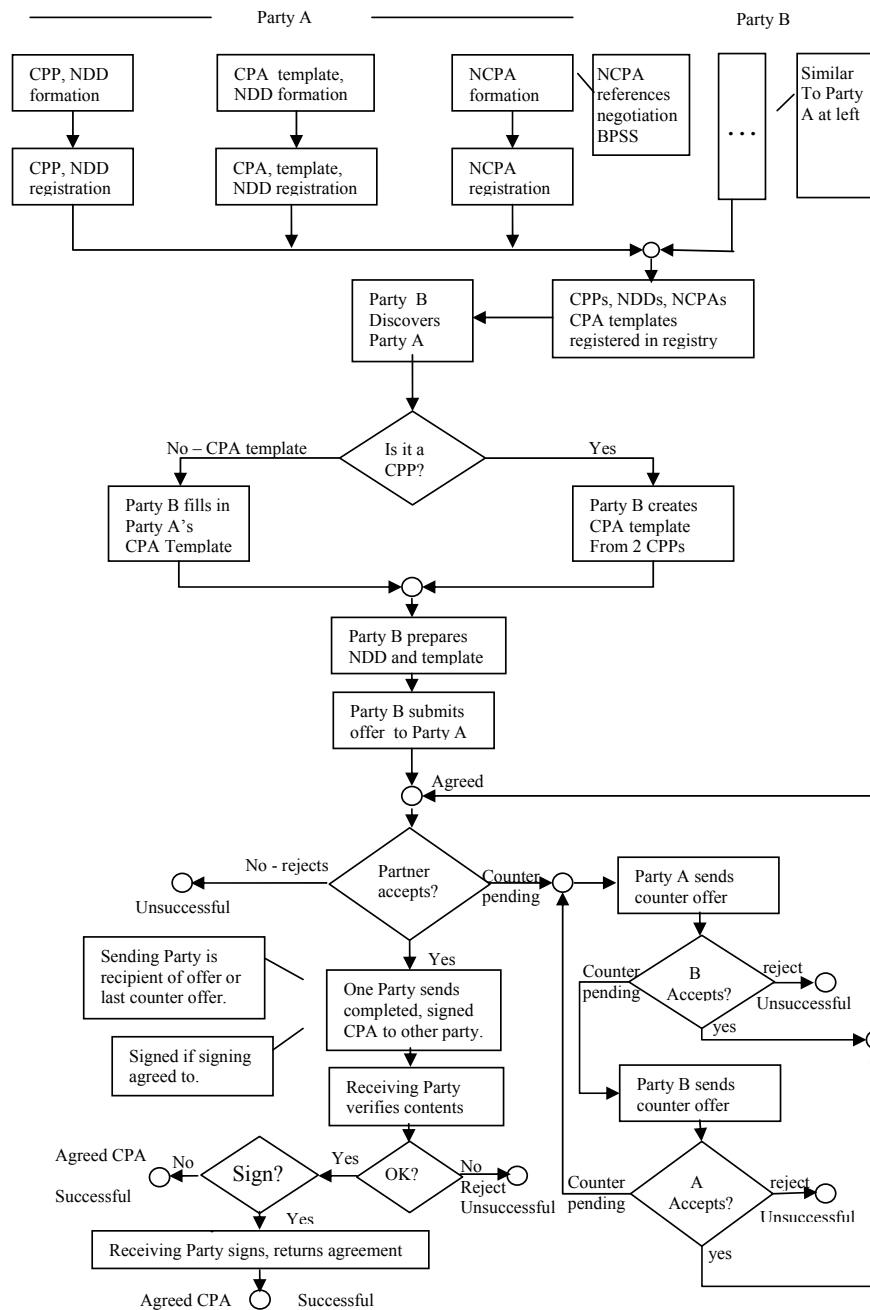 Party A
Party B
CPP, NDD
formation
CPA template,
NDD formation
NCPA
formation
NCPA
references
negotiation
BPSS
...
Similar
To Party
A at left
CPP, NDD
registration
CPA, template,
NDD registration
NCPA
registration
Party B
Discovers
Party A
CPPs, NDDs, NCPAs
CPA templates
registered in registry
No – CPA template
Is it a
CPP?
Yes
Party B fills in
Party A's
CPA Template
Party B creates
CPA template
From 2 CPPs
Party B prepares
NDD and template
Party B submits
offer to Party A
Agreed
No - rejects
Unsuccessful
Partner
accepts?
Counter
pending
Party A sends
counter offer
Yes
Sending Party is
recipient of offer or
last counter offer.
One Party sends
completed, signed
CPA to other party.
Counter
pending
B
Accepts?
reject
Unsuccessful
yes
Signed if signing
agreed to.
Receiving Party
verifies contents
Party B sends
counter offer
Agreed CPA
Successful
No
Sign?
Yes
OK?
No
Reject
Unsuccessful
Counter
pending
A
Accepts?
reject
Unsuccessful
yes
Yes
Receiving Party signs, returns agreement
Agreed CPA
Successful